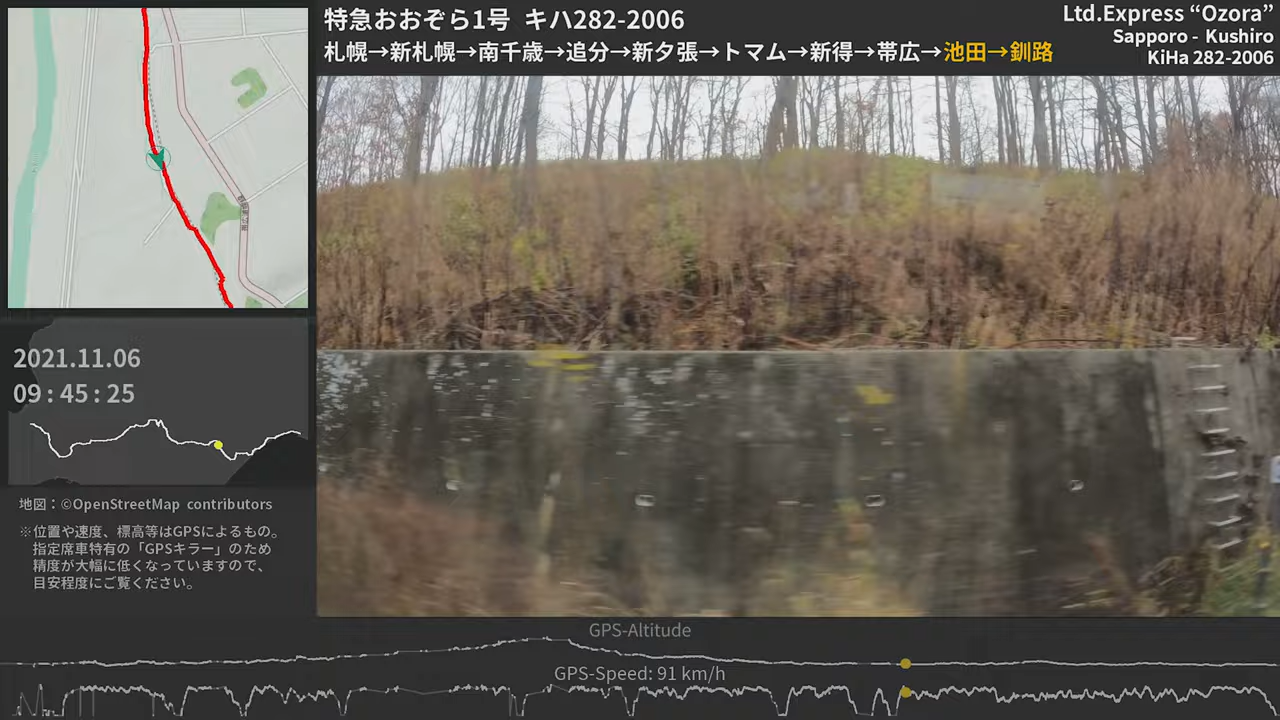 特急おおぞら1号 キハ282-2006
札幌→新札幌→南千歳→追分→新夕張→トマム→新得→帯広→池田→釧路
Ltd.Express “Ozora”
Sapporo - Kushiro
KiHa 282-2006
2021.11.06
09:45:25
地図：©OpenStreetMap contributors
※位置や速度、標高等はGPSによるもの。
指定席車特有の「GPSキラー」のため
精度が大幅に低くなっていますので、
目安程度にご覧ください。
GPS-Altitude
GPS-Speed: 91 km/h